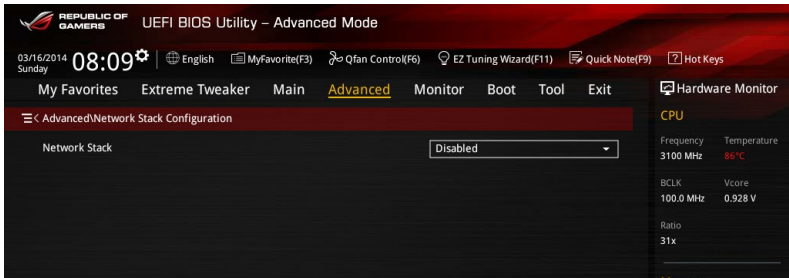 REPUBLIC OF
GAMERS
UEFI BIOS Utility – Advanced Mode
03/16/2014
Sunday
08:09
English
MyFavorite(F3)
Qfan Control(F6)
EZ Tuning Wizard(F11)
Quick Note(F9)
? Hot Keys
My Favorites
Extreme Tweaker
Main
Advanced
Monitor
Boot
Tool
Exit
Hardware Monitor
< Advanced\Network Stack Configuration
Network Stack
Disabled
CPU
Frequency Temperature
3100 MHz 86°C
BCLK Vcore
100.0 MHz 0.928 V
Ratio
31x